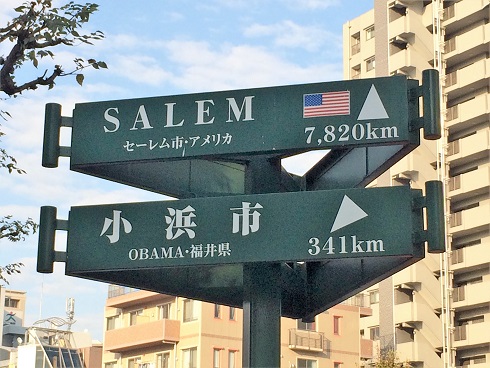 SALEM
セーレム市・アメリカ
7,820km
小浜市
OBAMA・福井県
341km